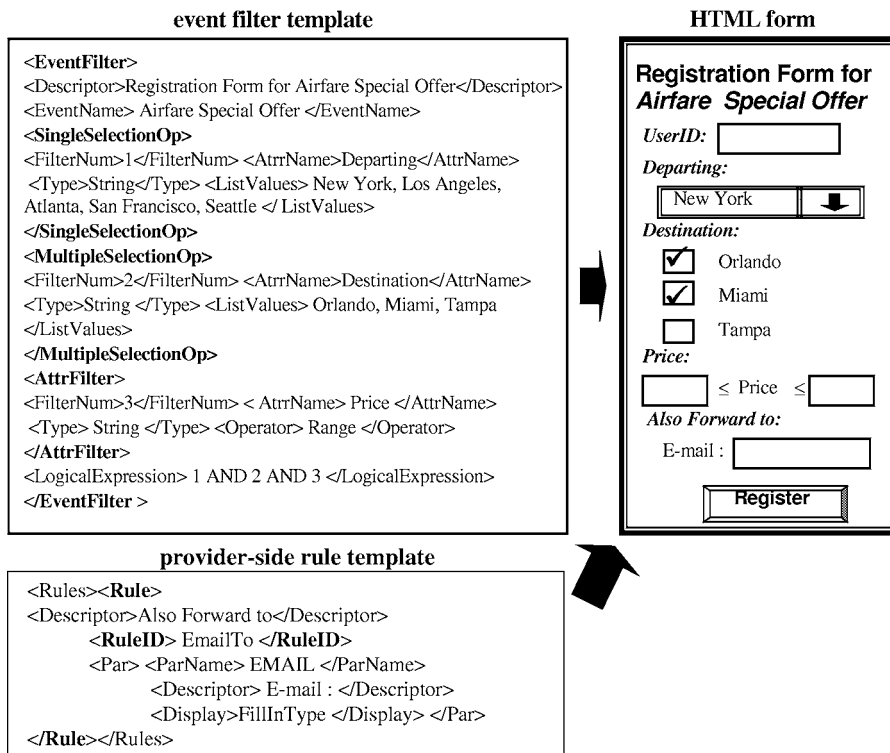 event filter template
<EventFilter>
<Descriptor>Registration Form for Airfare Special Offer</Descriptor>
<EventName> Airfare Special Offer </EventName>
<SingleSelectionOp>
<FilterNum>1</FilterNum> <AtrrName>Departing</AttrName>
<Type>String</Type> <ListValues> New York, Los Angeles,
Atlanta, San Francisco, Seattle </ ListValues>
</SingleSelectionOp>
<MultipleSelectionOp>
<FilterNum>2</FilterNum> <AtrrName>Destination</AttrName>
<Type>String </Type> <ListValues> Orlando, Miami, Tampa
</ListValues>
</MultipleSelectionOp>
<AttrFilter>
<FilterNum>3</FilterNum> < AtrrName> Price </AttrName>
<Type> String </Type> <Operator> Range </Operator>
</AttrFilter>
<LogicalExpression> 1 AND 2 AND 3 </LogicalExpression>
</EventFilter >
HTML form
Registration Form for
Airfare Special Offer
UserID:
Departing:
New York
Destination:
Orlando
Miami
Tampa
Price:
≤ Price ≤
Also Forward to:
E-mail :
Register
provider-side rule template
<Rules><Rule>
<Descriptor>Also Forward to</Descriptor>
<RuleID> EmailTo </RuleID>
<Par> <ParName> EMAIL </ParName>
<Descriptor> E-mail : </Descriptor>
<Display>FillInType </Display> </Par>
</Rule></Rules>